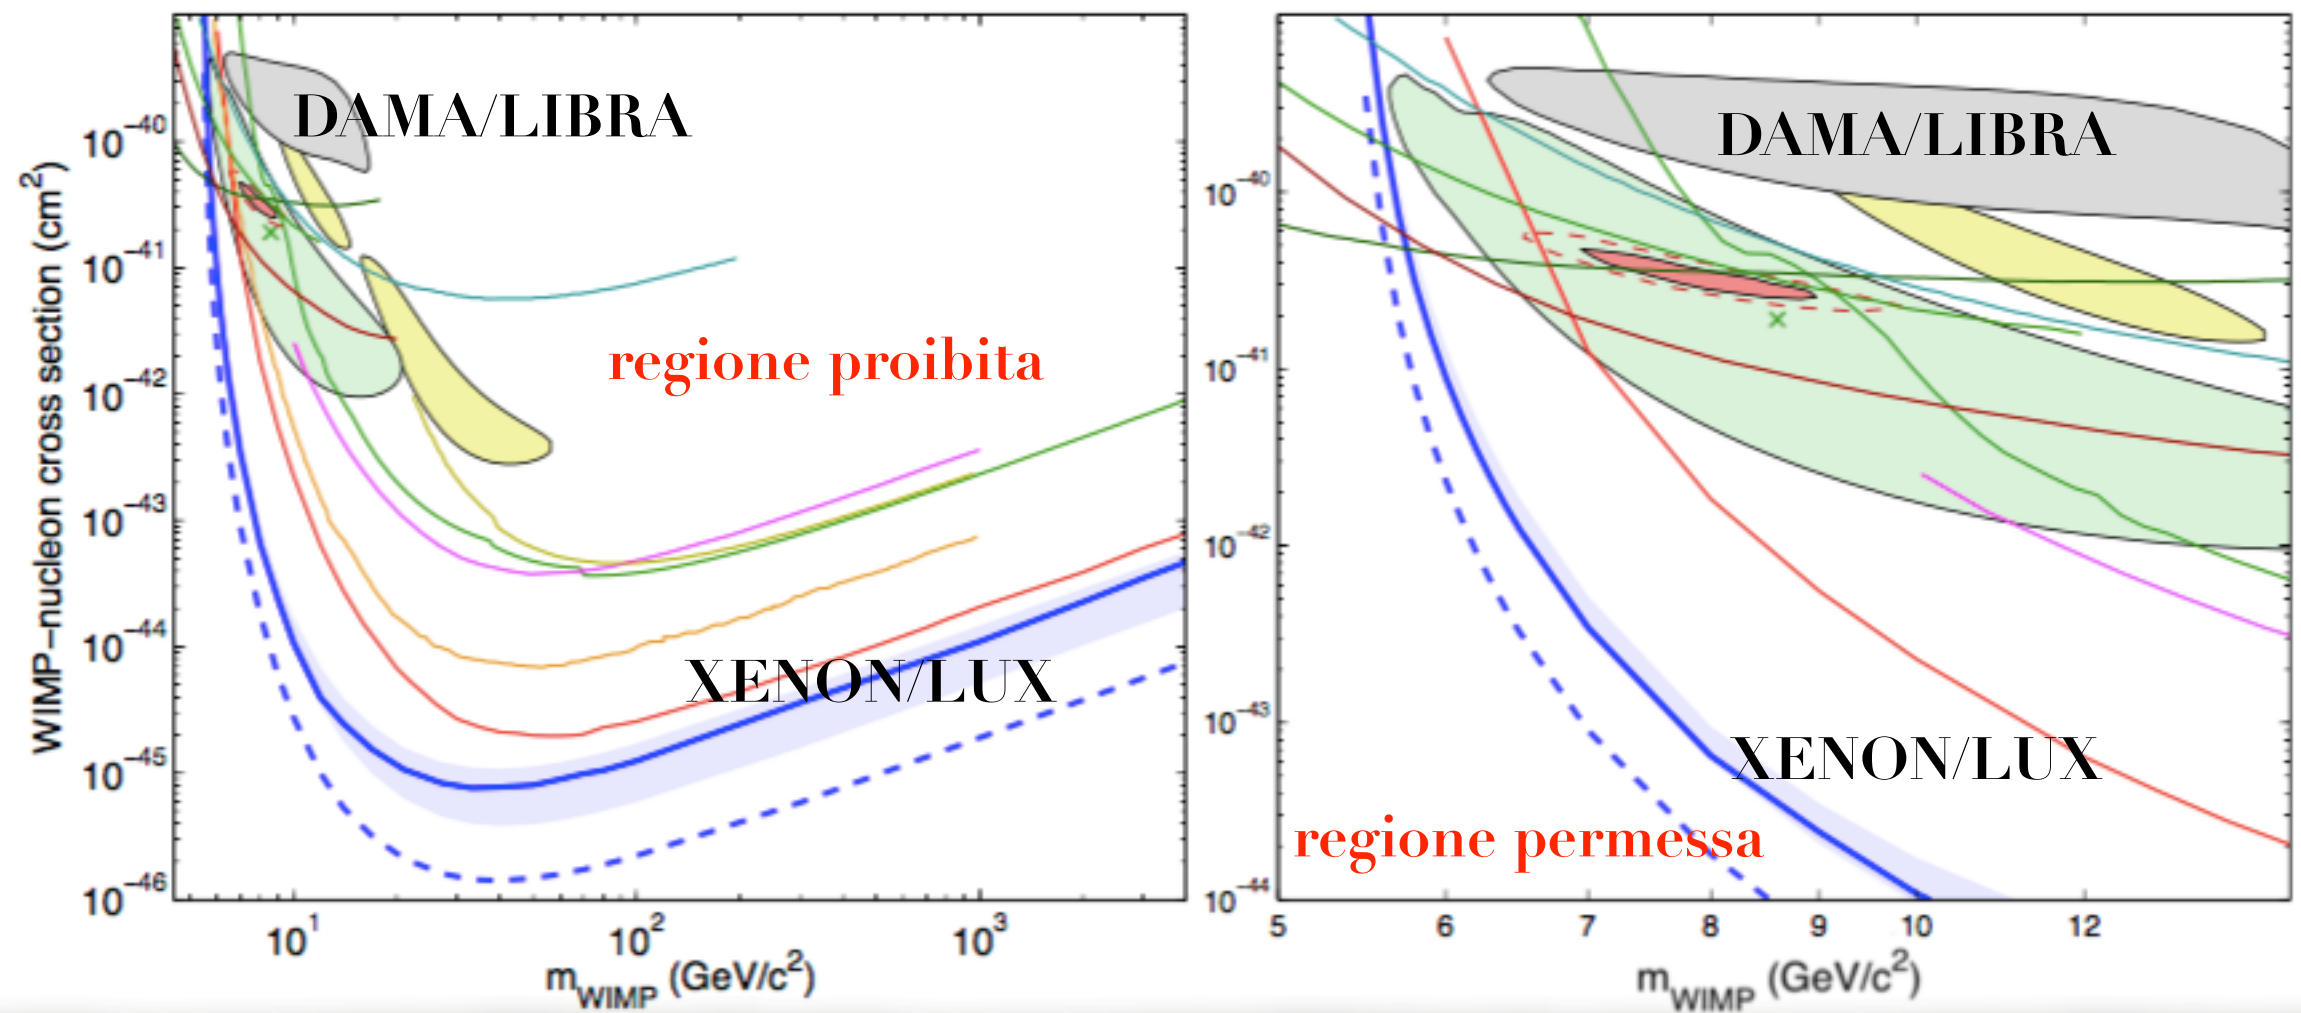 WIMP−nucleon cross section (cm²)
10⁻⁴⁰
10⁻⁴¹
10⁻⁴²
10⁻⁴³
10⁻⁴⁴
10⁻⁴⁵
10⁻⁴⁶
DAMA/LIBRA
regione proibita
XENON/LUX
10¹ 10² 10³
m_WIMP (GeV/c²)
10⁻⁴⁰
10⁻⁴¹
10⁻⁴²
10⁻⁴³
10⁻⁴⁴
DAMA/LIBRA
XENON/LUX
regione permessa
5 6 7 8 9 10 12
m_WIMP (GeV/c²)